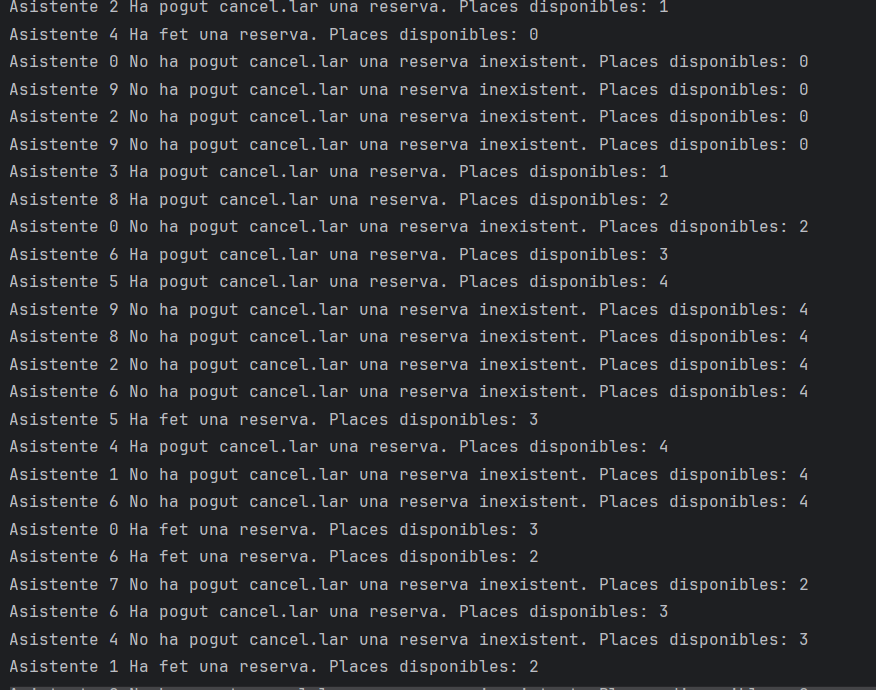 Asistente 2 Ha pogut cancel.lar una reserva. Places disponibles: 1
Asistente 4 Ha fet una reserva. Places disponibles: 0
Asistente 0 No ha pogut cancel.lar una reserva inexistent. Places disponibles: 0
Asistente 9 No ha pogut cancel.lar una reserva inexistent. Places disponibles: 0
Asistente 2 No ha pogut cancel.lar una reserva inexistent. Places disponibles: 0
Asistente 9 No ha pogut cancel.lar una reserva inexistent. Places disponibles: 0
Asistente 3 Ha pogut cancel.lar una reserva. Places disponibles: 1
Asistente 8 Ha pogut cancel.lar una reserva. Places disponibles: 2
Asistente 0 No ha pogut cancel.lar una reserva inexistent. Places disponibles: 2
Asistente 6 Ha pogut cancel.lar una reserva. Places disponibles: 3
Asistente 5 Ha pogut cancel.lar una reserva. Places disponibles: 4
Asistente 9 No ha pogut cancel.lar una reserva inexistent. Places disponibles: 4
Asistente 8 No ha pogut cancel.lar una reserva inexistent. Places disponibles: 4
Asistente 2 No ha pogut cancel.lar una reserva inexistent. Places disponibles: 4
Asistente 6 No ha pogut cancel.lar una reserva inexistent. Places disponibles: 4
Asistente 5 Ha fet una reserva. Places disponibles: 3
Asistente 4 Ha pogut cancel.lar una reserva. Places disponibles: 4
Asistente 1 No ha pogut cancel.lar una reserva inexistent. Places disponibles: 4
Asistente 6 No ha pogut cancel.lar una reserva inexistent. Places disponibles: 4
Asistente 0 Ha fet una reserva. Places disponibles: 3
Asistente 6 Ha fet una reserva. Places disponibles: 2
Asistente 7 No ha pogut cancel.lar una reserva inexistent. Places disponibles: 2
Asistente 6 Ha pogut cancel.lar una reserva. Places disponibles: 3
Asistente 4 No ha pogut cancel.lar una reserva inexistent. Places disponibles: 3
Asistente 1 Ha fet una reserva. Places disponibles: 2